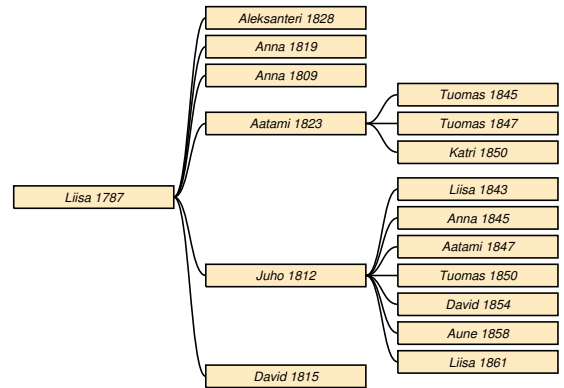 Aleksanteri 1828
Anna 1819
Anna 1809
Aatami 1823
Tuomas 1845
Tuomas 1847
Katri 1850
Liisa 1787
Juho 1812
Liisa 1843
Anna 1845
Aatami 1847
Tuomas 1850
David 1854
Aune 1858
Liisa 1861
David 1815